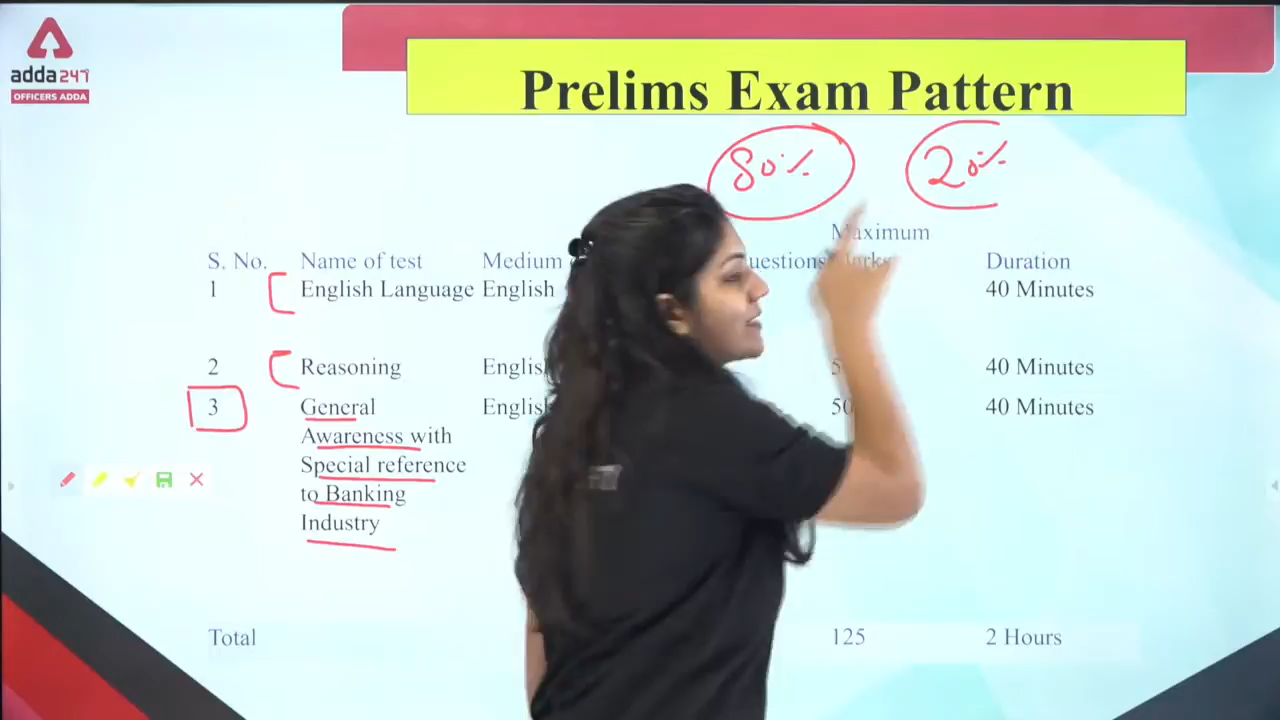 adda247
OFFICERS ADDA
Prelims Exam Pattern
80% 20%
Maximum
S. No. Name of test Medium Duration
1 English Language English 40 Minutes
2 Reasoning 40 Minutes
3 General 50 40 Minutes
Awareness with
Special reference
to Banking
Industry
Total 125 2 Hours